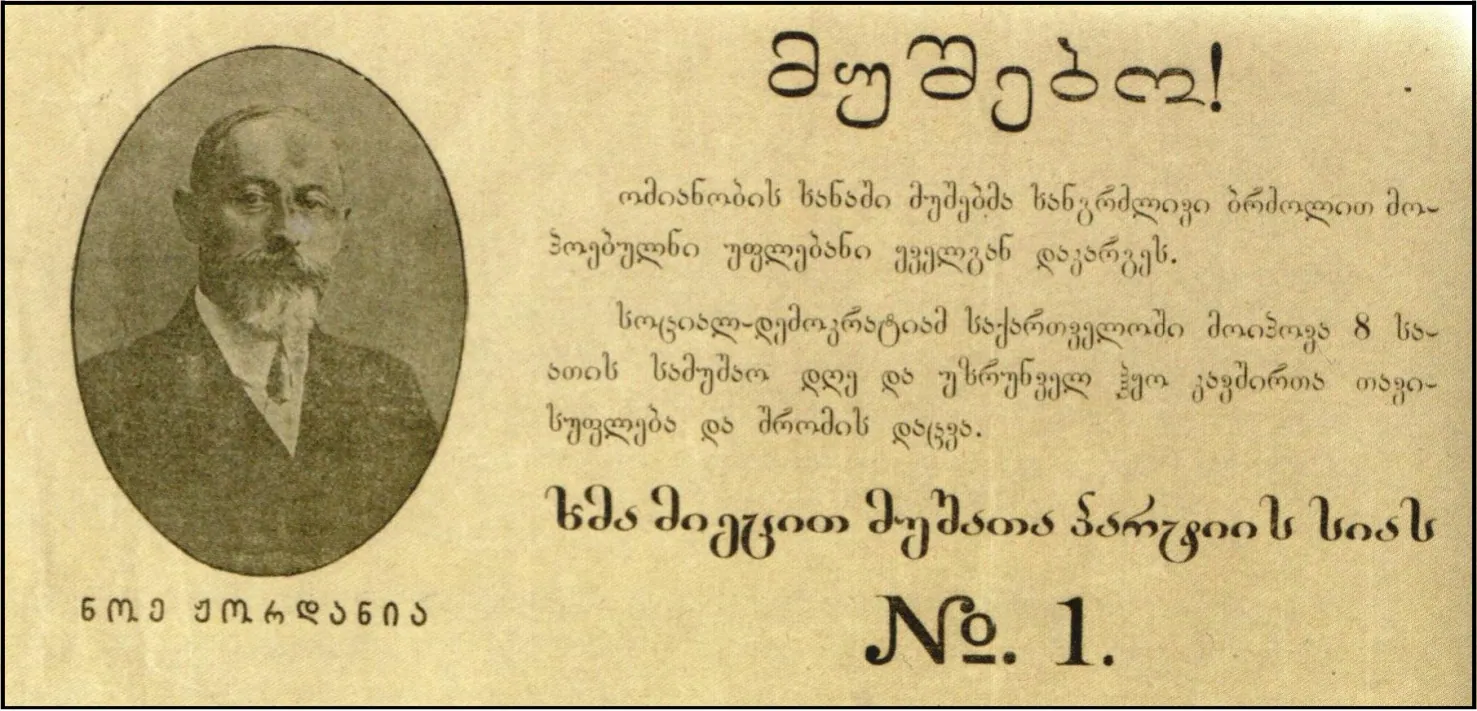 მუშებო!
ომიანობის ხანაში მუშებმა ხანგრძლივი ბრძოლით მო-
პოებულნი უფლებანი ყველგან დაკარგეს.
სოციალ-დემოკრატიამ საქართველოში მოიპოვა 8 სა-
ათის სამუშაო დღე და უზრუნველ ჰყო კავშირთა თავი-
სუფლება და შრომის დაცვა.
ხმა მიეცით მუშათა პარტიის სიას
№. 1.
ნოე ჟორდანია